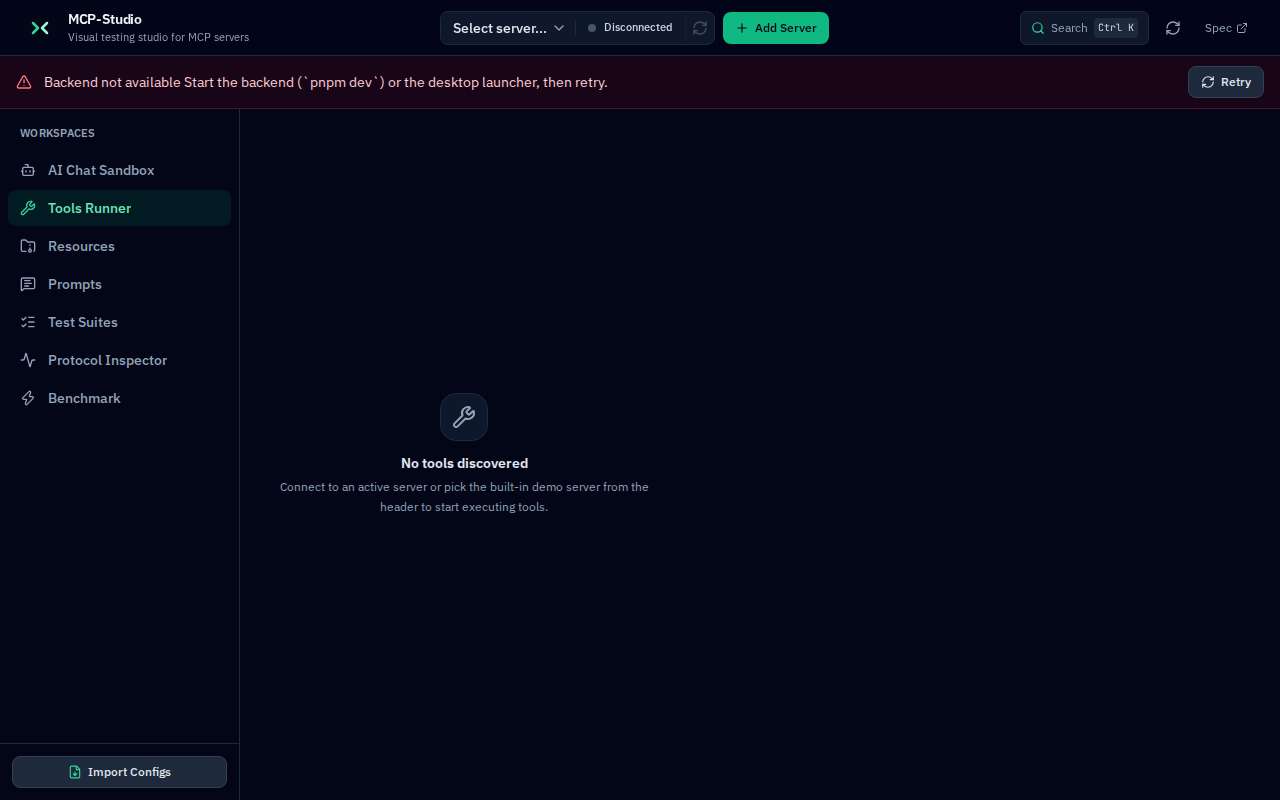 MCP-Studio
Visual testing studio for MCP servers
Select server...
Disconnected
Add Server
Search Ctrl K
Spec
Backend not available Start the backend (`pnpm dev`) or the desktop launcher, then retry.
Retry
WORKSPACES
AI Chat Sandbox
Tools Runner
Resources
Prompts
Test Suites
Protocol Inspector
Benchmark
No tools discovered
Connect to an active server or pick the built-in demo server from the
header to start executing tools.
Import Configs